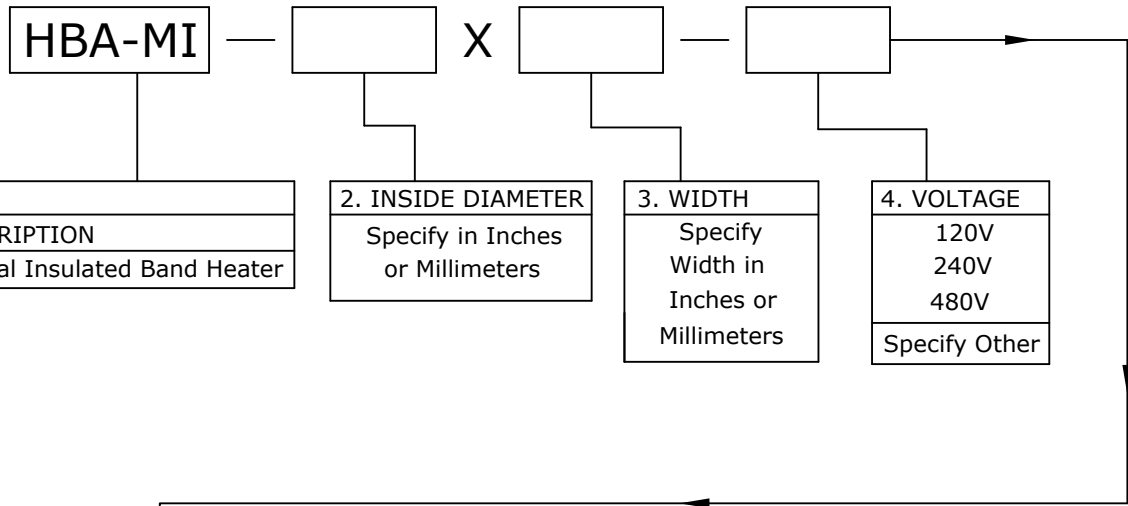 HBA-MI — X —
RIPTION
al Insulated Band Heater
2. INSIDE DIAMETER
Specify in Inches
or Millimeters
3. WIDTH
Specify
Width in
Inches or
Millimeters
4. VOLTAGE
120V
240V
480V
Specify Other